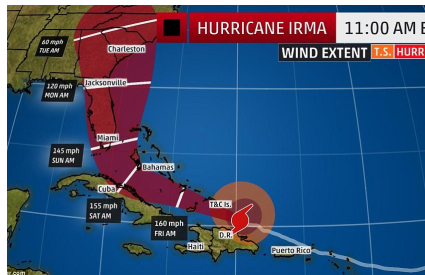 HURRICANE IRMA
11:00 AM E
WIND EXTENT T.S. HURR
60 mph
TUE AM
Charleston
120 mph
MON AM
Jacksonville
145 mph
SUN AM
Miami
Bahamas
Cuba
155 mph
SAT AM
T&C Is.
160 mph
FRI AM
D.R.
Haiti
Puerto Rico
.com